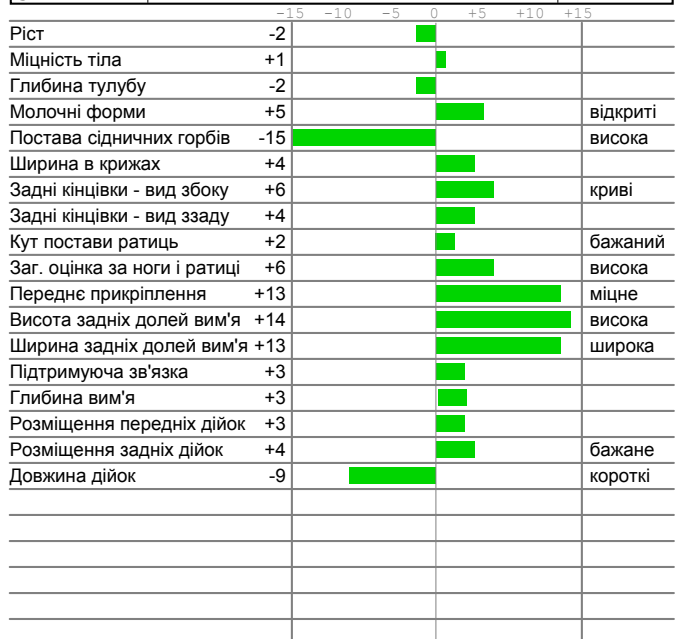 -15 -10 -5 0 +5 +10 +15
Ріст -2
Міцність тіла +1
Глибина тулубу -2
Молочні форми +5 відкриті
Постава сідничних горбів -15 висока
Ширина в крижах +4
Задні кінцівки - вид збоку +6 криві
Задні кінцівки - вид ззаду +4
Кут постави ратиць +2 бажаний
Заг. оцінка за ноги і ратиці +6 висока
Переднє прикріплення +13 міцне
Висота задніх долей вим'я +14 висока
Ширина задніх долей вим'я +13 широка
Підтримуюча зв'язка +3
Глибина вим'я +3
Розміщення передніх дійок +3
Розміщення задніх дійок +4 бажане
Довжина дійок -9 короткі